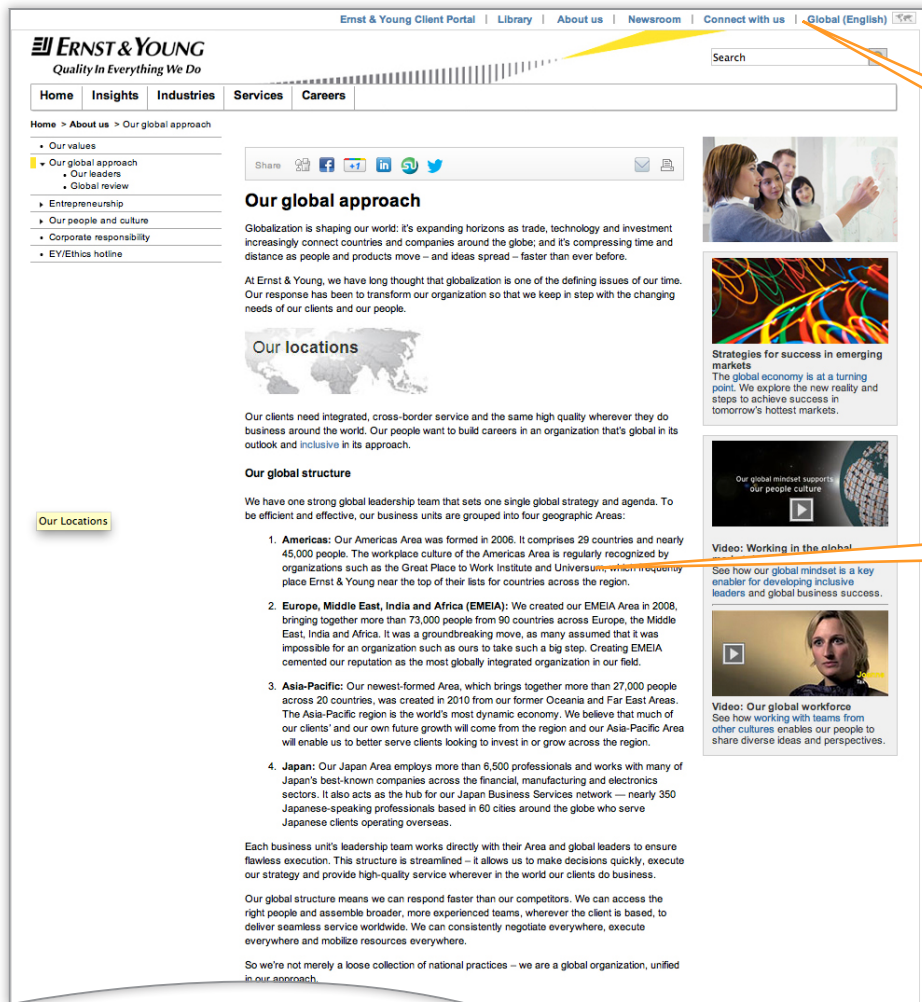 Ernst & Young Client Portal | Library | About us | Newsroom | Connect with us | Global (English)
ERNST & YOUNG
Quality In Everything We Do
Search
Home Insights Industries Services Careers
Home > About us > Our global approach
• Our values
Our global approach
• Our leaders
• Global review
Entrepreneurship
Our people and culture
• Corporate responsibility
• EY/Ethics hotline
Share
+1
in
Our global approach
Globalization is shaping our world: it's expanding horizons as trade, technology and investment
increasingly connect countries and companies around the globe; and it's compressing time and
distance as people and products move – and ideas spread – faster than ever before.
At Ernst & Young, we have long thought that globalization is one of the defining issues of our time.
Our response has been to transform our organization so that we keep in step with the changing
needs of our clients and our people.
Our locations
Our clients need integrated, cross-border service and the same high quality wherever they do
business around the world. Our people want to build careers in an organization that's global in its
outlook and inclusive in its approach.
Our global structure
We have one strong global leadership team that sets one single global strategy and agenda. To
be efficient and effective, our business units are grouped into four geographic Areas:
1. Americas: Our Americas Area was formed in 2006. It comprises 29 countries and nearly
45,000 people. The workplace culture of the Americas Area is regularly recognized by
organizations such as the Great Place to Work Institute and Universum, which frequently
place Ernst & Young near the top of their lists for countries across the region.
2. Europe, Middle East, India and Africa (EMEIA): We created our EMEIA Area in 2008,
bringing together more than 73,000 people from 90 countries across Europe, the Middle
East, India and Africa. It was a groundbreaking move, as many assumed that it was
impossible for an organization such as ours to take such a big step. Creating EMEIA
cemented our reputation as the most globally integrated organization in our field.
3. Asia-Pacific: Our newest-formed Area, which brings together more than 27,000 people
across 20 countries, was created in 2010 from our former Oceania and Far East Areas.
The Asia-Pacific region is the world's most dynamic economy. We believe that much of
our clients' and our own future growth will come from the region and our Asia-Pacific Area
will enable us to better serve clients looking to invest in or grow across the region.
4. Japan: Our Japan Area employs more than 6,500 professionals and works with many of
Japan's best-known companies across the financial, manufacturing and electronics
sectors. It also acts as the hub for our Japan Business Services network — nearly 350
Japanese-speaking professionals based in 60 cities around the globe who serve
Japanese clients operating overseas.
Each business unit's leadership team works directly with their Area and global leaders to ensure
flawless execution. This structure is streamlined – it allows us to make decisions quickly, execute
our strategy and provide high-quality service wherever in the world our clients do business.
Our global structure means we can respond faster than our competitors. We can access the
right people and assemble broader, more experienced teams, wherever the client is based, to
deliver seamless service worldwide. We can consistently negotiate everywhere, execute
everywhere and mobilize resources everywhere.
So we're not merely a loose collection of national practices – we are a global organization, unified
in our approach.
Our Locations
Strategies for success in emerging
markets
The global economy is at a turning
point. We explore the new reality and
steps to achieve success in
tomorrow's hottest markets.
Our global mindset supports
our people culture
Video: Working in the global
See how our global mindset is a key
enabler for developing inclusive
leaders and global business success.
Tax
Video: Our global workforce
See how working with teams from
other cultures enables our people to
share diverse ideas and perspectives.